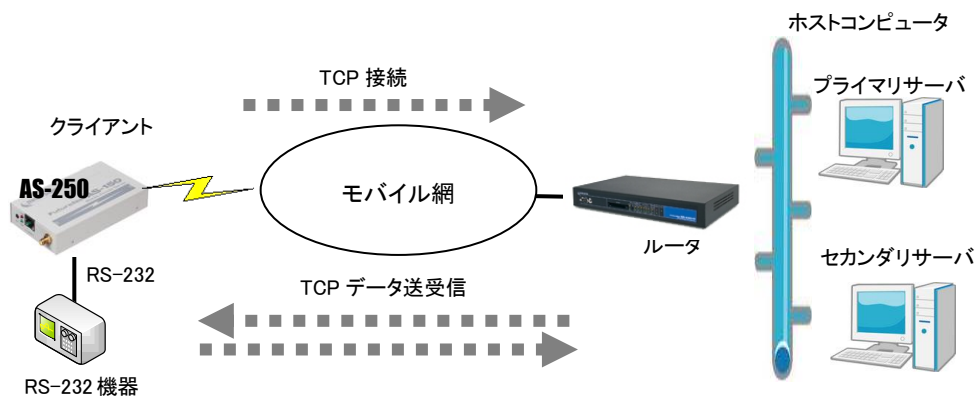 ホストコンピュータ
TCP 接続
プライマリサーバ
クライアント
AS-250
モバイル網
ルータ
RS-232
TCP データ送受信
セカンダリサーバ
RS-232 機器